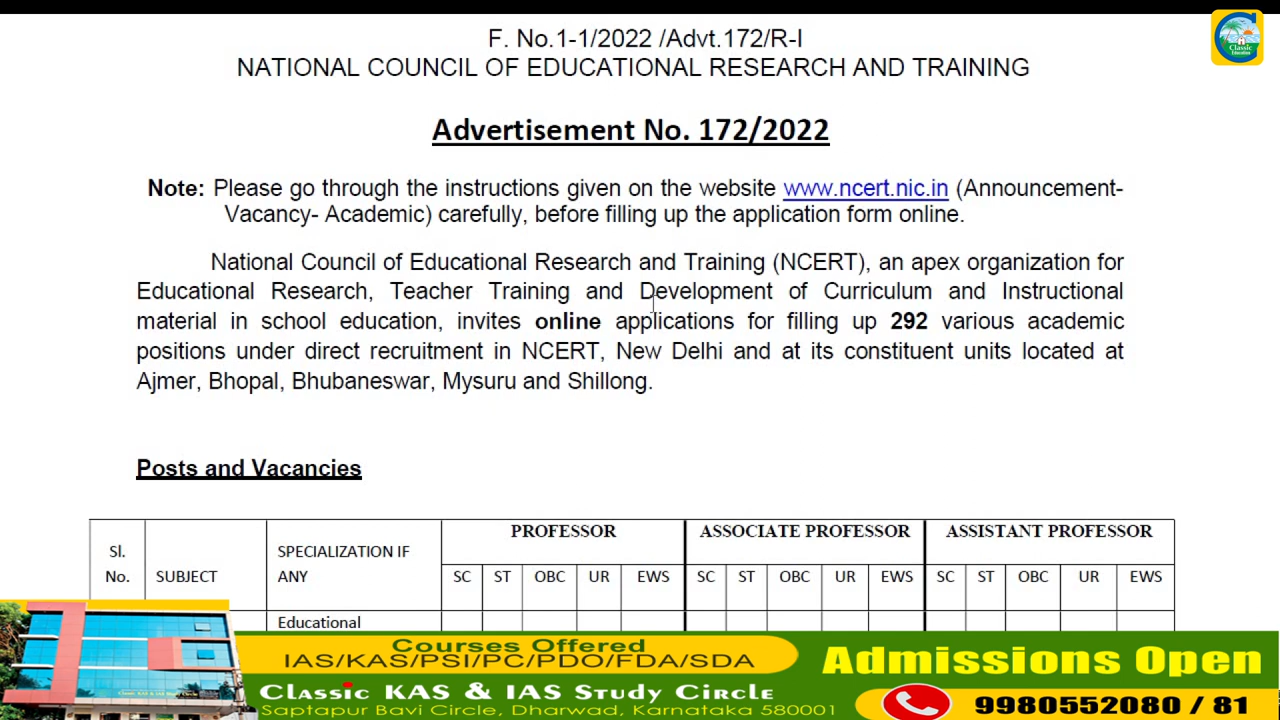 F. No.1-1/2022 /Advt.172/R-I
NATIONAL COUNCIL OF EDUCATIONAL RESEARCH AND TRAINING
Classic
Education
Advertisement No. 172/2022
Note: Please go through the instructions given on the website www.ncert.nic.in (Announcement-
Vacancy- Academic) carefully, before filling up the application form online.
National Council of Educational Research and Training (NCERT), an apex organization for
Educational Research, Teacher Training and Development of Curriculum and Instructional
material in school education, invites online applications for filling up 292 various academic
positions under direct recruitment in NCERT, New Delhi and at its constituent units located at
Ajmer, Bhopal, Bhubaneswar, Mysuru and Shillong.
Posts and Vacancies
PROFESSOR ASSOCIATE PROFESSOR ASSISTANT PROFESSOR
Sl. No. SUBJECT SPECIALIZATION IF ANY SC ST OBC UR EWS SC ST OBC UR EWS SC ST OBC UR EWS
Educational
Courses Offered
IAS/KAS/PSI/PC/PDO/FDA/SDA
Classic KAS & IAS Study Circle
Saptapur Bavi Circle, Dharwad, Karnataka 580001
Admissions Open
9980552080 / 81